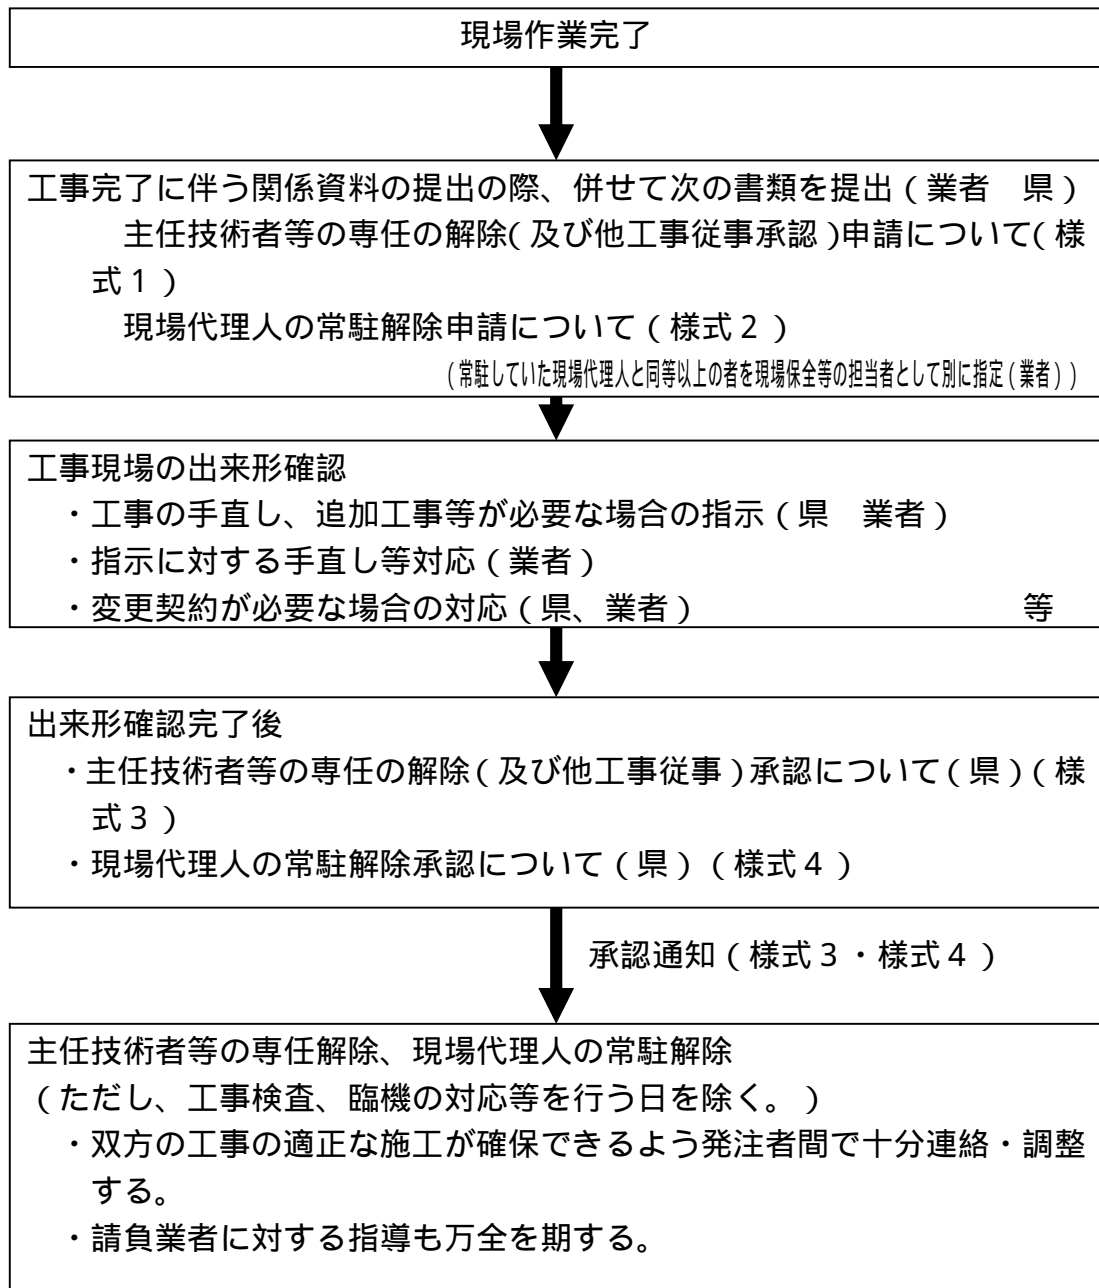 現場作業完了
工事完了に伴う関係資料の提出の際、併せて次の書類を提出（業者　県）
主任技術者等の専任の解除（及び他工事従事承認）申請について（様
式１）
現場代理人の常駐解除申請について（様式２）
（常駐していた現場代理人と同等以上の者を現場保全等の担当者として別に指定（業者））
工事現場の出来形確認
・工事の手直し、追加工事等が必要な場合の指示（県　業者）
・指示に対する手直し等対応（業者）
・変更契約が必要な場合の対応（県、業者）　　　　　　　　　　等
出来形確認完了後
・主任技術者等の専任の解除（及び他工事従事）承認について（県）（様
式３）
・現場代理人の常駐解除承認について（県）（様式４）
承認通知（様式３・様式４）
主任技術者等の専任解除、現場代理人の常駐解除
（ただし、工事検査、臨機の対応等を行う日を除く。）
・双方の工事の適正な施工が確保できるよう発注者間で十分連絡・調整
する。
・請負業者に対する指導も万全を期する。